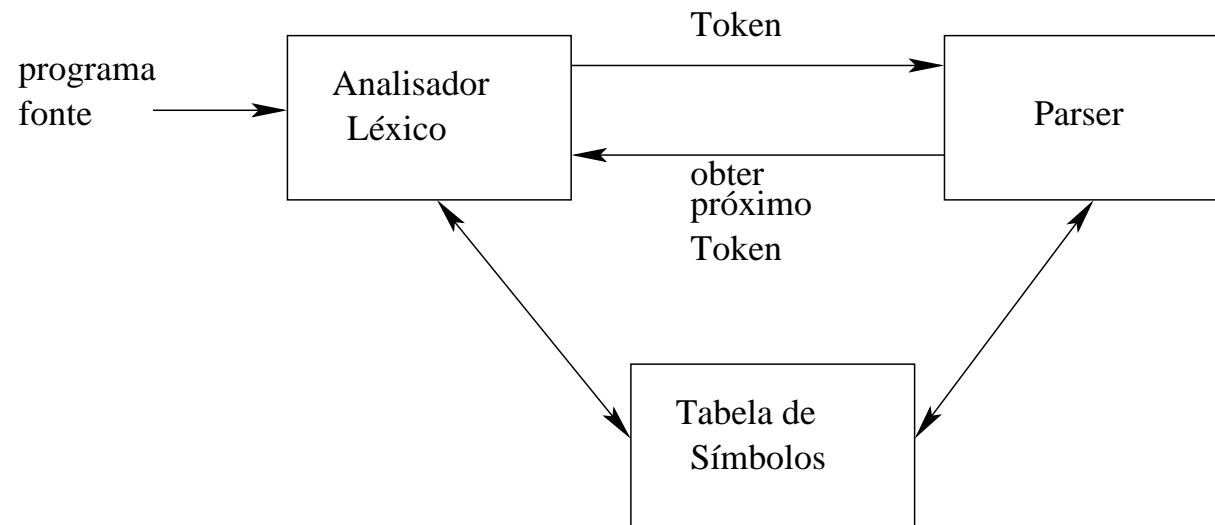 programa
fonte
Analisador
Léxico
Token
Parser
obter
próximo
Token
Tabela de
Símbolos